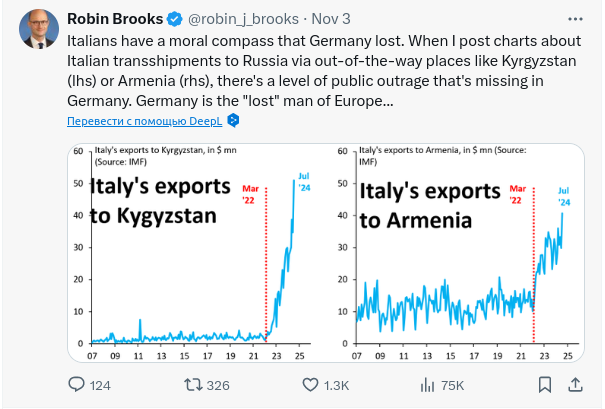 Robin Brooks @robin_j_brooks · Nov 3
Italians have a moral compass that Germany lost. When I post charts about
Italian transshipments to Russia via out-of-the-way places like Kyrgyzstan
(lhs) or Armenia (rhs), there's a level of public outrage that's missing in
Germany. Germany is the "lost" man of Europe...
Перевести с помощью DeepL
Italy's exports to Kyrgyzstan, in $ mn
(Source: IMF)
Italy's exports
to Kygyzstan
Mar
'22
Jul
'24
60
50
40
30
20
10
0
07 09 11 13 15 17 19 21 23 25
Italy's exports to Armenia, in $ mn (Source:
IMF)
Italy's exports
to Armenia
Mar
'22
Jul
'24
60
50
40
30
20
10
0
07 09 11 13 15 17 19 21 23 25
124 326 1.3K 75K